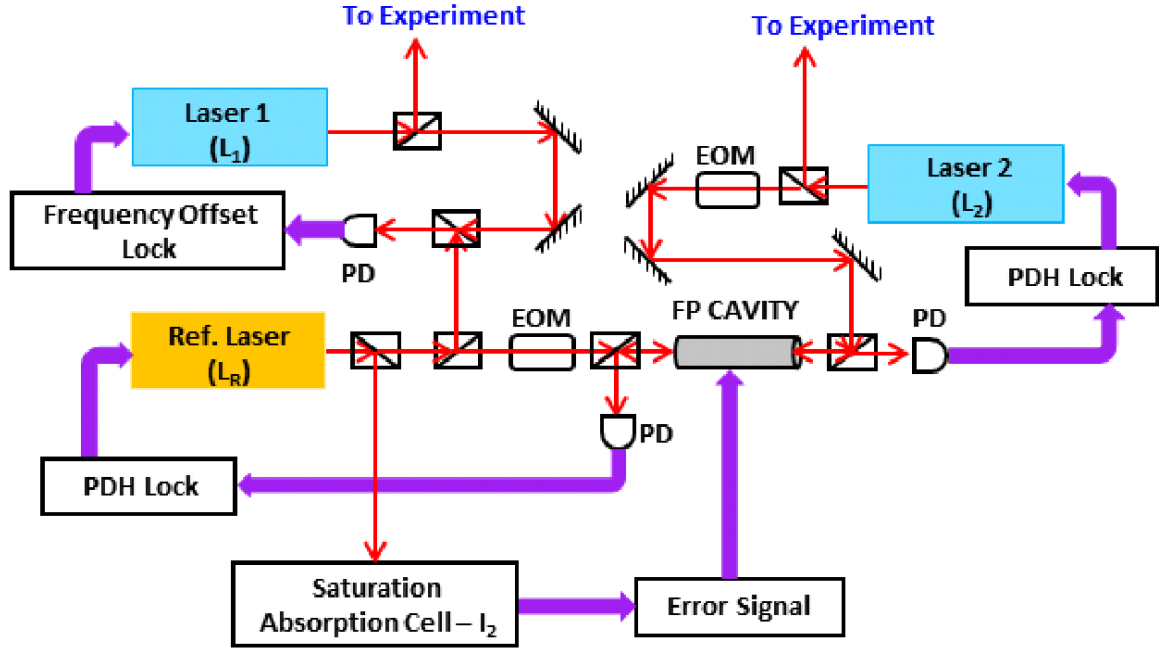 To Experiment
To Experiment
Laser 1
(L₁)
EOM
Laser 2
(L₂)
Frequency Offset
Lock
PD
PDH Lock
Ref. Laser
(L_R)
EOM
FP CAVITY
PD
PD
PDH Lock
Saturation
Absorption Cell – I₂
Error Signal